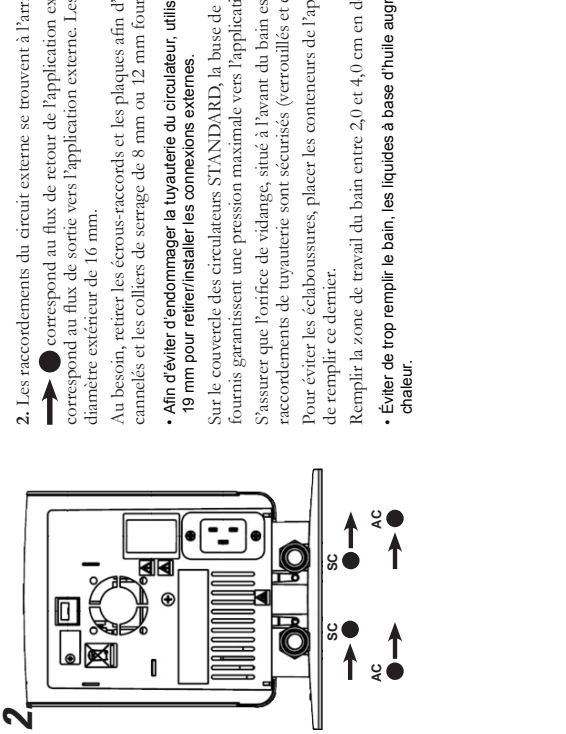 2
SC
SC
AC
AC
2. Les raccordements du circuit externe se trouvent à l'arr
correspond au flux de retour de l'application ex
correspond au flux de sortie vers l'application externe. Les
diamètre extérieur de 16 mm.
Au besoin, retirer les écrous-raccords et les plaques afin d'
cannelés et les colliers de serrage de 8 mm ou 12 mm four
• Afin d'éviter d'endommager la tuyauterie du circulateur, utilis
19 mm pour retirer/installer les connexions externes.
Sur le couvercle des circulateurs STANDARD, la buse de
fournis garantissent une pression maximale vers l'applicati
S'assurer que l'orifice de vidange, situé à l'avant du bain es
raccordements de tuyauterie sont sécurisés (verrouillés et c
Pour éviter les éclaboussures, placer les conteneurs de l'ap
de remplir ce dernier.
Remplir la zone de travail du bain entre 2,0 et 4,0 cm en d
• Éviter de trop remplir le bain, les liquides à base d'huile augr
chaleur.